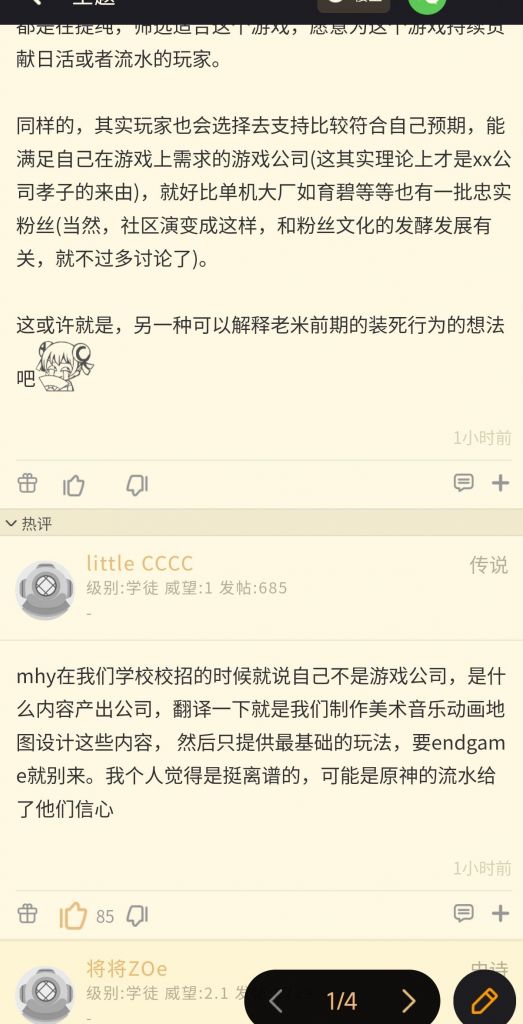 都是在提纯，筛选适合这个游戏，愿意为这个游戏持续贡
献日活或者流水的玩家。
同样的，其实玩家也会选择去支持比较符合自己预期，能
满足自己在游戏上需求的游戏公司(这其实理论上才是xx公
司孝子的来由)，就好比单机大厂如育碧等等也有一批忠实
粉丝(当然，社区演变成这样，和粉丝文化的发酵发展有
关，就不过多讨论了)。
这或许就是，另一种可以解释老米前期的装死行为的想法
吧
1小时前
热评
little CCCC
传说
级别:学徒 威望:1 发帖:685
-
mhy在我们学校校招的时候就说自己不是游戏公司，是什
么内容产出公司，翻译一下就是我们制作美术音乐动画地
图设计这些内容， 然后只提供最基础的玩法，要endgam
e就别来。我个人觉得是挺离谱的，可能是原神的流水给
了他们信心
1小时前
85
将将ZOe
史诗
级别:学徒 威望:2.1 发
-
1/4